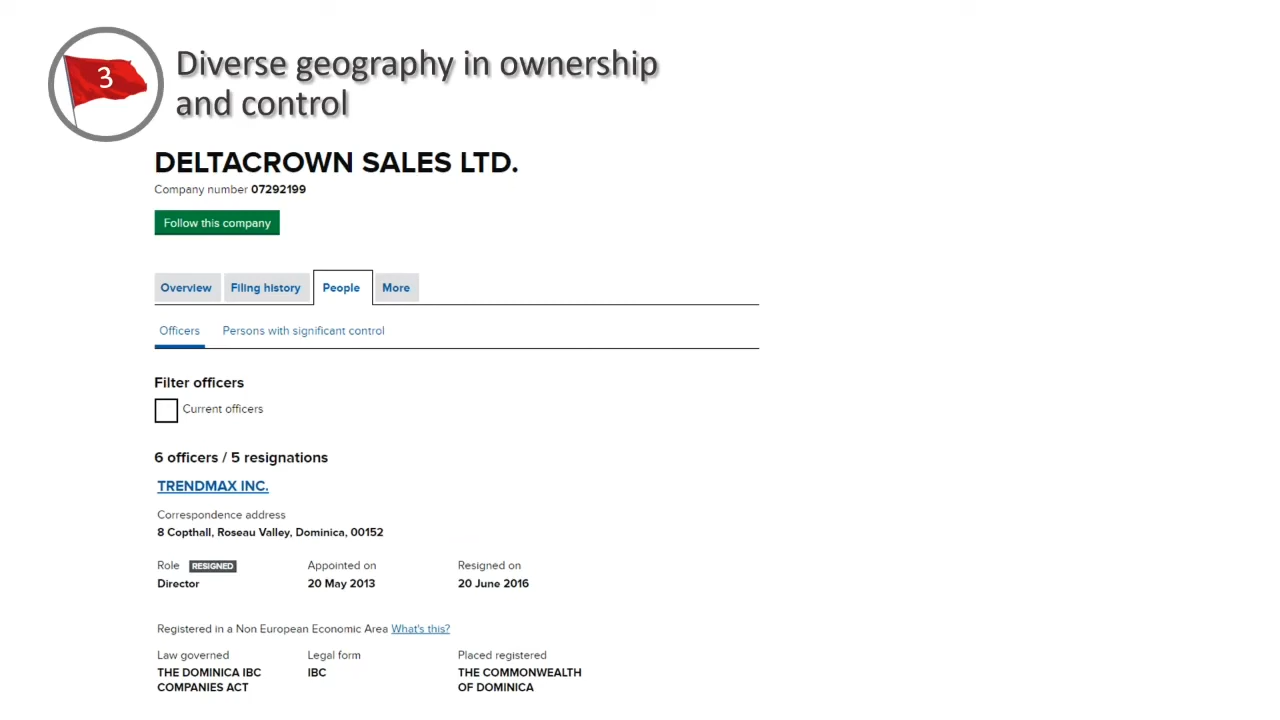 3
Diverse geography in ownership
and control
DELTACROWN SALES LTD.
Company number 07292199
Follow this company
Overview Filing history People More
Officers Persons with significant control
Filter officers
Current officers
6 officers / 5 resignations
TRENDMAX INC.
Correspondence address
8 Copthall, Roseau Valley, Dominica, 00152
Role RESIGNED Appointed on Resigned on
Director 20 May 2013 20 June 2016
Registered in a Non European Economic Area What's this?
Law governed Legal form Placed registered
THE DOMINICA IBC IBC THE COMMONWEALTH
COMPANIES ACT OF DOMINICA